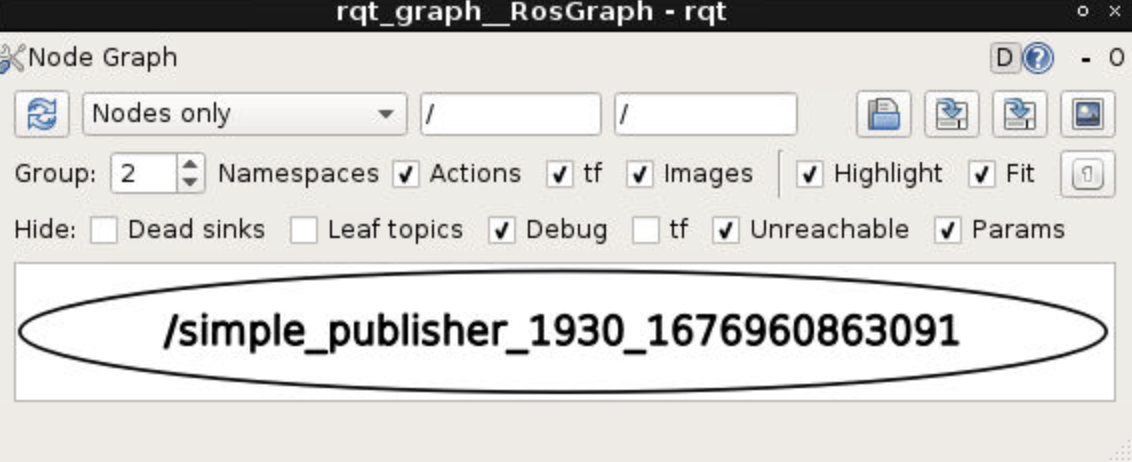 rqt_graph__RosGraph - rqt
Node Graph D ? - O
Nodes only / /
Group: 2 Namespaces Actions tf Images Highlight Fit
Hide: Dead sinks Leaf topics Debug tf Unreachable Params
/simple_publisher_1930_1676960863091